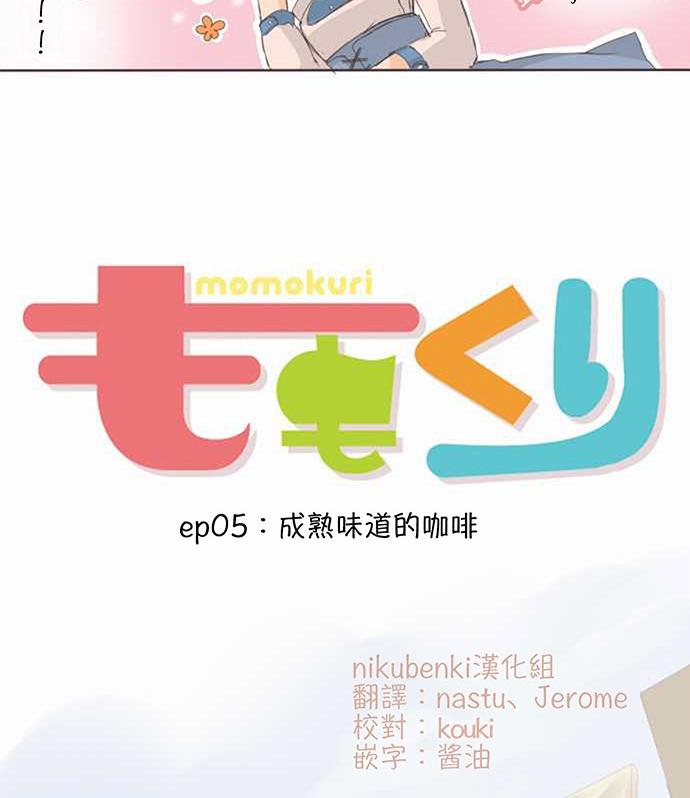 ！！
momokuri
ももくり
ep05：成熟味道的咖啡
nikubenki漢化組
翻譯：nastu、Jerome
校對：kouki
嵌字：醬油